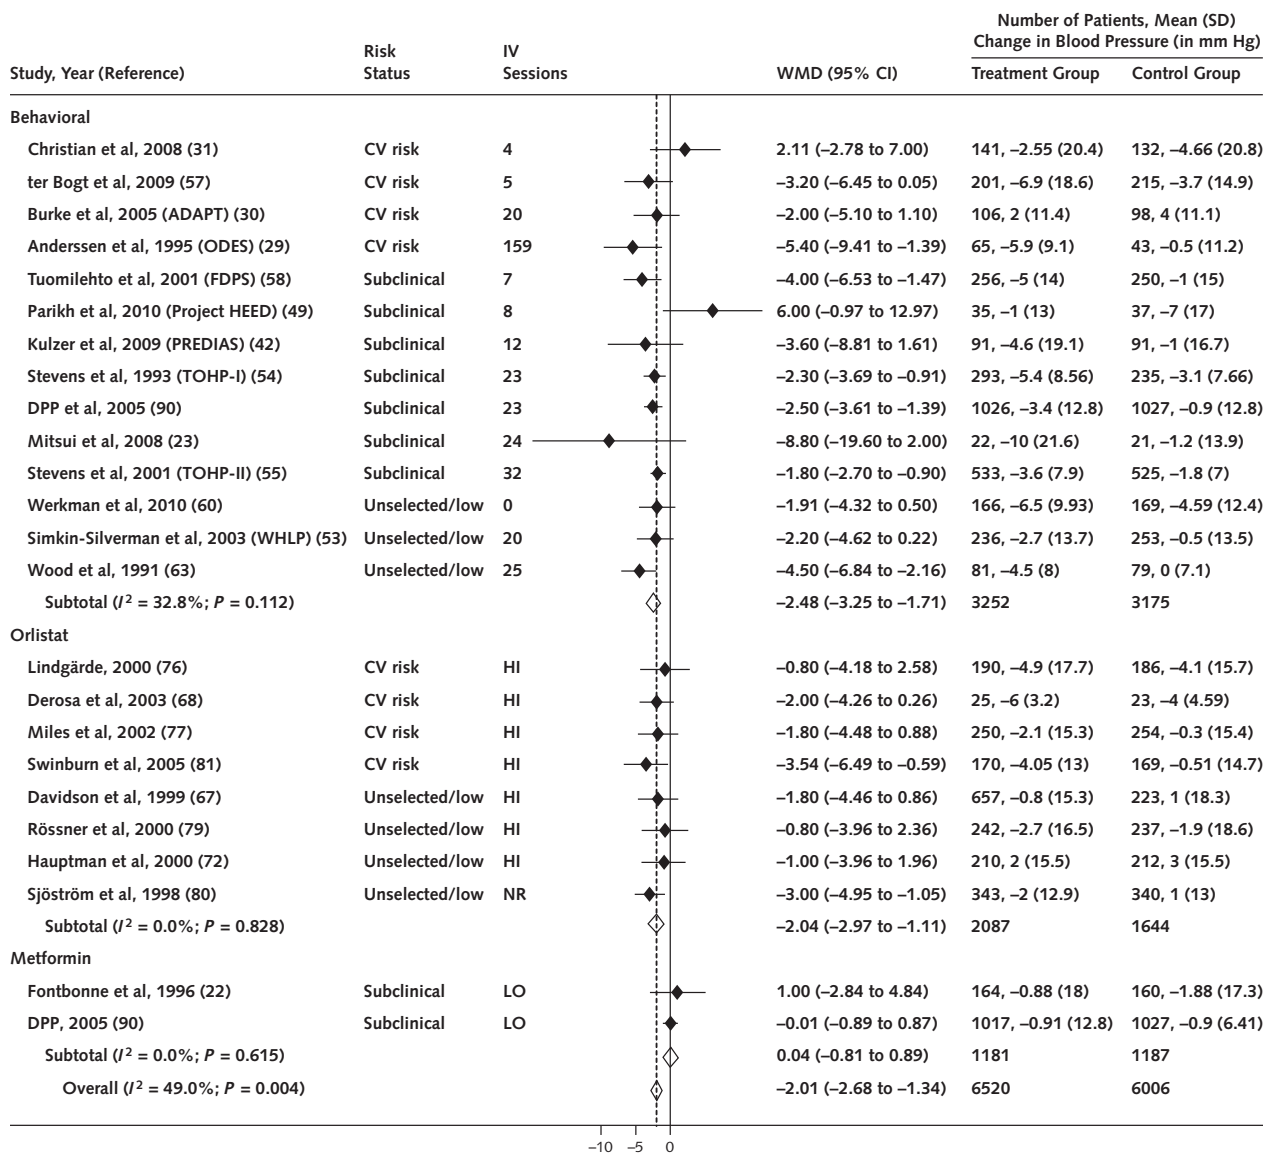 Number of Patients, Mean (SD)
Change in Blood Pressure (in mm Hg)
Risk IV
Study, Year (Reference) Status Sessions WMD (95% CI) Treatment Group Control Group
Behavioral
Christian et al, 2008 (31) CV risk 4 2.11 (–2.78 to 7.00) 141, –2.55 (20.4) 132, –4.66 (20.8)
ter Bogt et al, 2009 (57) CV risk 5 –3.20 (–6.45 to 0.05) 201, –6.9 (18.6) 215, –3.7 (14.9)
Burke et al, 2005 (ADAPT) (30) CV risk 20 –2.00 (–5.10 to 1.10) 106, 2 (11.4) 98, 4 (11.1)
Anderssen et al, 1995 (ODES) (29) CV risk 159 –5.40 (–9.41 to –1.39) 65, –5.9 (9.1) 43, –0.5 (11.2)
Tuomilehto et al, 2001 (FDPS) (58) Subclinical 7 –4.00 (–6.53 to –1.47) 256, –5 (14) 250, –1 (15)
Parikh et al, 2010 (Project HEED) (49) Subclinical 8 6.00 (–0.97 to 12.97) 35, –1 (13) 37, –7 (17)
Kulzer et al, 2009 (PREDIAS) (42) Subclinical 12 –3.60 (–8.81 to 1.61) 91, –4.6 (19.1) 91, –1 (16.7)
Stevens et al, 1993 (TOHP-I) (54) Subclinical 23 –2.30 (–3.69 to –0.91) 293, –5.4 (8.56) 235, –3.1 (7.66)
DPP et al, 2005 (90) Subclinical 23 –2.50 (–3.61 to –1.39) 1026, –3.4 (12.8) 1027, –0.9 (12.8)
Mitsui et al, 2008 (23) Subclinical 24 –8.80 (–19.60 to 2.00) 22, –10 (21.6) 21, –1.2 (13.9)
Stevens et al, 2001 (TOHP-II) (55) Subclinical 32 –1.80 (–2.70 to –0.90) 533, –3.6 (7.9) 525, –1.8 (7)
Werkman et al, 2010 (60) Unselected/low 0 –1.91 (–4.32 to 0.50) 166, –6.5 (9.93) 169, –4.59 (12.4)
Simkin-Silverman et al, 2003 (WHLP) (53) Unselected/low 20 –2.20 (–4.62 to 0.22) 236, –2.7 (13.7) 253, –0.5 (13.5)
Wood et al, 1991 (63) Unselected/low 25 –4.50 (–6.84 to –2.16) 81, –4.5 (8) 79, 0 (7.1)
Subtotal (I² = 32.8%; P = 0.112) –2.48 (–3.25 to –1.71) 3252 3175
Orlistat
Lindgärde, 2000 (76) CV risk HI –0.80 (–4.18 to 2.58) 190, –4.9 (17.7) 186, –4.1 (15.7)
Derosa et al, 2003 (68) CV risk HI –2.00 (–4.26 to 0.26) 25, –6 (3.2) 23, –4 (4.59)
Miles et al, 2002 (77) CV risk HI –1.80 (–4.48 to 0.88) 250, –2.1 (15.3) 254, –0.3 (15.4)
Swinburn et al, 2005 (81) CV risk HI –3.54 (–6.49 to –0.59) 170, –4.05 (13) 169, –0.51 (14.7)
Davidson et al, 1999 (67) Unselected/low HI –1.80 (–4.46 to 0.86) 657, –0.8 (15.3) 223, 1 (18.3)
Rössner et al, 2000 (79) Unselected/low HI –0.80 (–3.96 to 2.36) 242, –2.7 (16.5) 237, –1.9 (18.6)
Hauptman et al, 2000 (72) Unselected/low HI –1.00 (–3.96 to 1.96) 210, 2 (15.5) 212, 3 (15.5)
Sjöström et al, 1998 (80) Unselected/low NR –3.00 (–4.95 to –1.05) 343, –2 (12.9) 340, 1 (13)
Subtotal (I² = 0.0%; P = 0.828) –2.04 (–2.97 to –1.11) 2087 1644
Metformin
Fontbonne et al, 1996 (22) Subclinical LO 1.00 (–2.84 to 4.84) 164, –0.88 (18) 160, –1.88 (17.3)
DPP, 2005 (90) Subclinical LO –0.01 (–0.89 to 0.87) 1017, –0.91 (12.8) 1027, –0.9 (6.41)
Subtotal (I² = 0.0%; P = 0.615) 0.04 (–0.81 to 0.89) 1181 1187
Overall (I² = 49.0%; P = 0.004) –2.01 (–2.68 to –1.34) 6520 6006
–10 –5 0